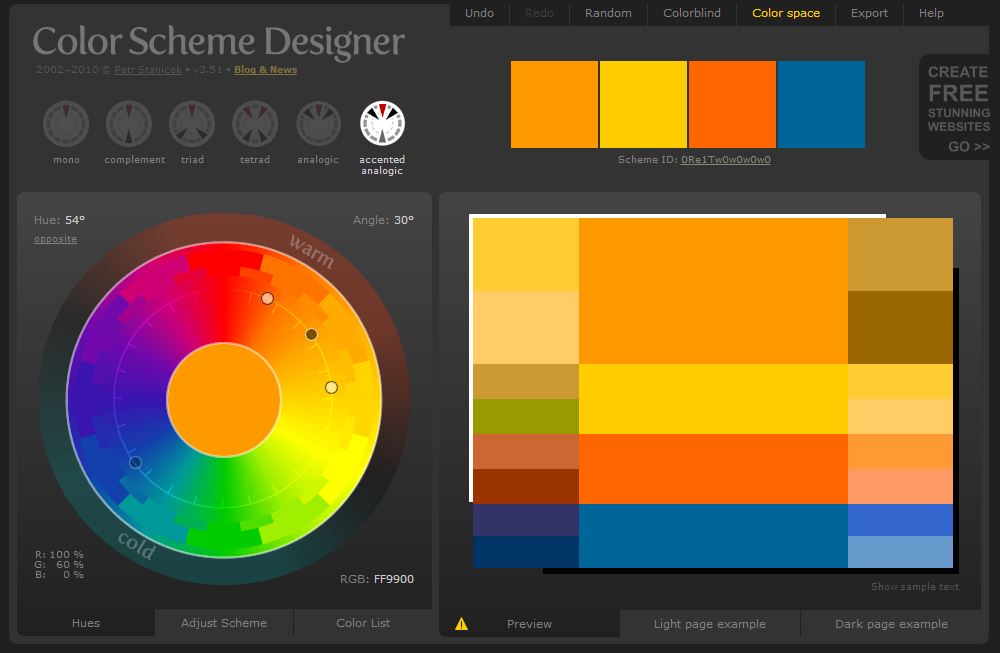 Undo Redo Random Colorblind Color space Export Help
Color Scheme Designer
2002–2010 © Petr Stanicek • v3.51 • Blog & News
mono complement triad tetrad analogic accented
analogic
Scheme ID: 0Re1Tw0w0w0w0
CREATE
FREE
STUNNING
WEBSITES
GO >>
Hue: 54°
opposite
Angle: 30°
warm
cold
R: 100 %
G: 60 %
B: 0 %
RGB: FF9900
Hues Adjust Scheme Color List
Show sample text
Preview Light page example Dark page example